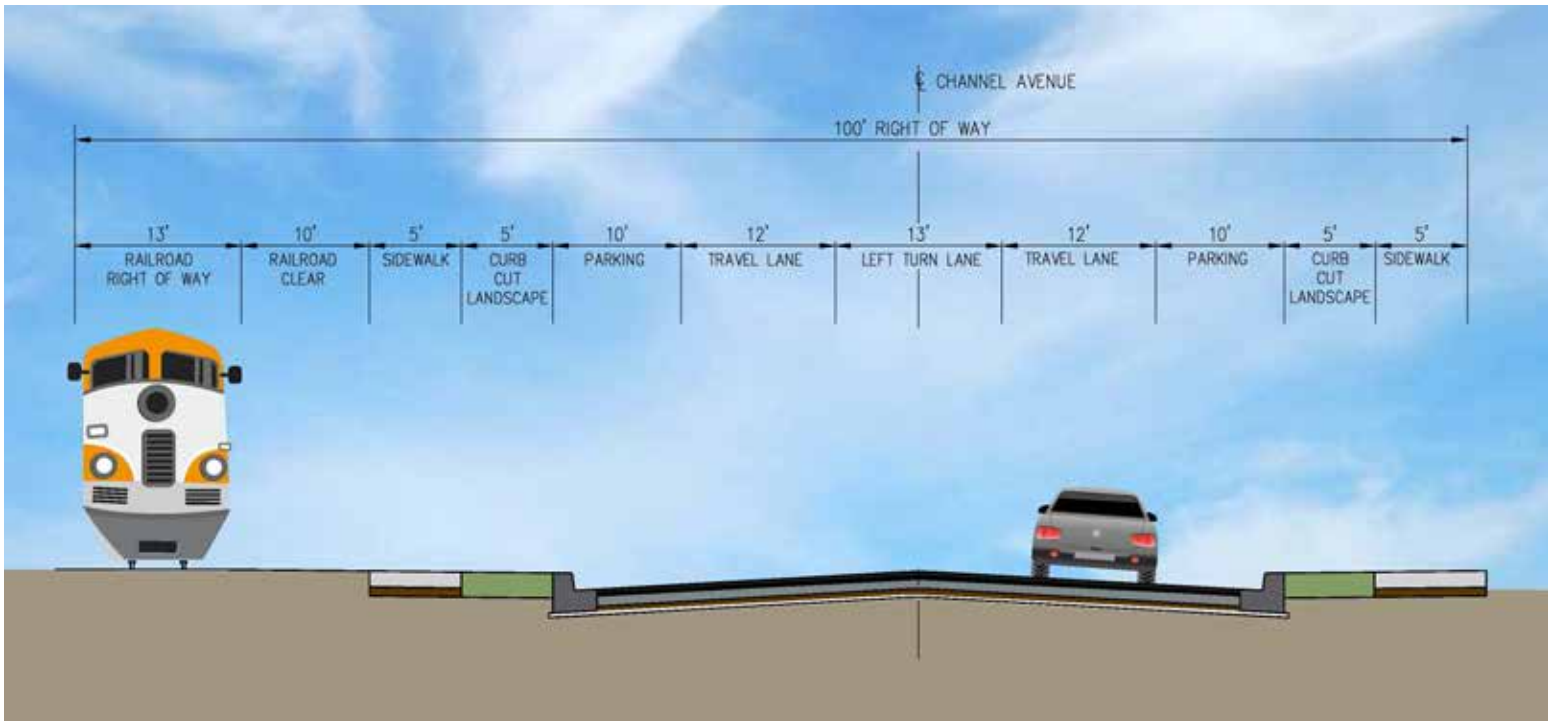 ℄ CHANNEL AVENUE
100' RIGHT OF WAY
13' 10' 5' 5' 10' 12' 13' 12' 10' 5' 5'
RAILROAD RIGHT OF WAY
RAILROAD CLEAR
SIDEWALK
CURB CUT LANDSCAPE
PARKING
TRAVEL LANE
LEFT TURN LANE
TRAVEL LANE
PARKING
CURB CUT LANDSCAPE
SIDEWALK